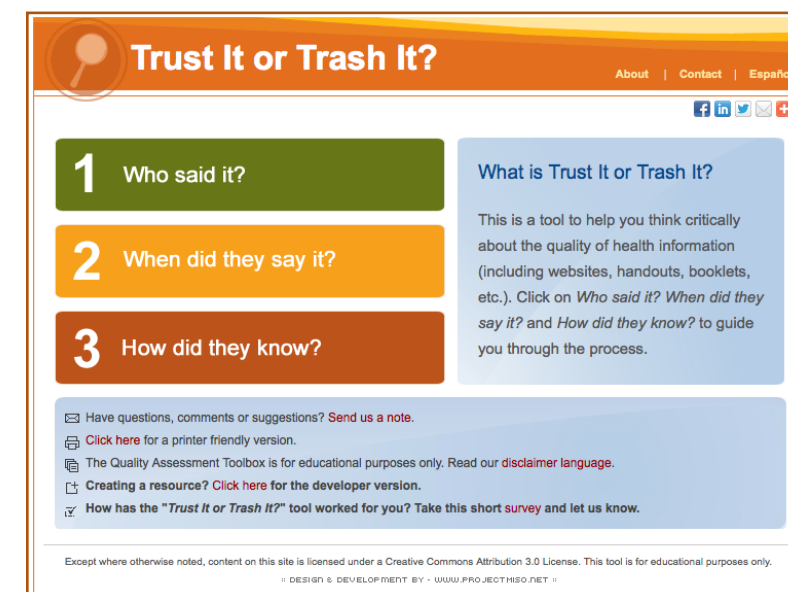 Trust It or Trash It?
About | Contact | Españo
1 Who said it?
2 When did they say it?
3 How did they know?
What is Trust It or Trash It?
This is a tool to help you think critically
about the quality of health information
(including websites, handouts, booklets,
etc.). Click on Who said it? When did they
say it? and How did they know? to guide
you through the process.
Have questions, comments or suggestions? Send us a note.
Click here for a printer friendly version.
The Quality Assessment Toolbox is for educational purposes only. Read our disclaimer language.
Creating a resource? Click here for the developer version.
How has the "Trust It or Trash It?" tool worked for you? Take this short survey and let us know.
Except where otherwise noted, content on this site is licensed under a Creative Commons Attribution 3.0 License. This tool is for educational purposes only.
:: DESIGN & DEVELOPMENT BY - WWW.PROJECTMISO.NET ::